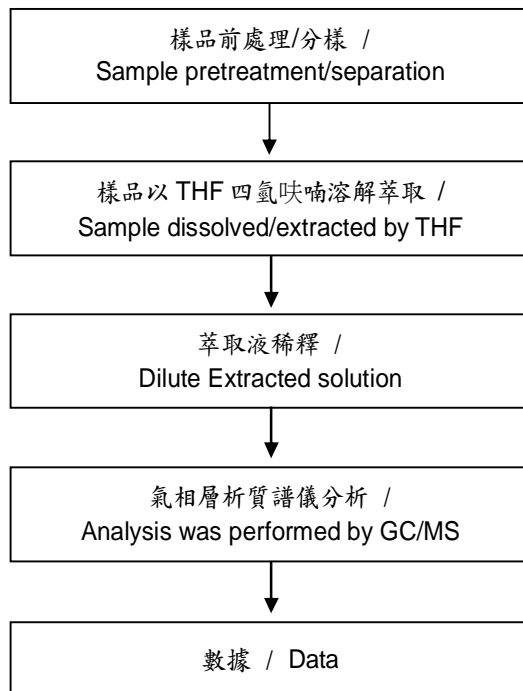 樣品前處理/分樣 /
Sample pretreatment/separation
樣品以 THF 四氫呋喃溶解萃取 /
Sample dissolved/extracted by THF
萃取液稀釋 /
Dilute Extracted solution
氣相層析質譜儀分析 /
Analysis was performed by GC/MS
數據 / Data